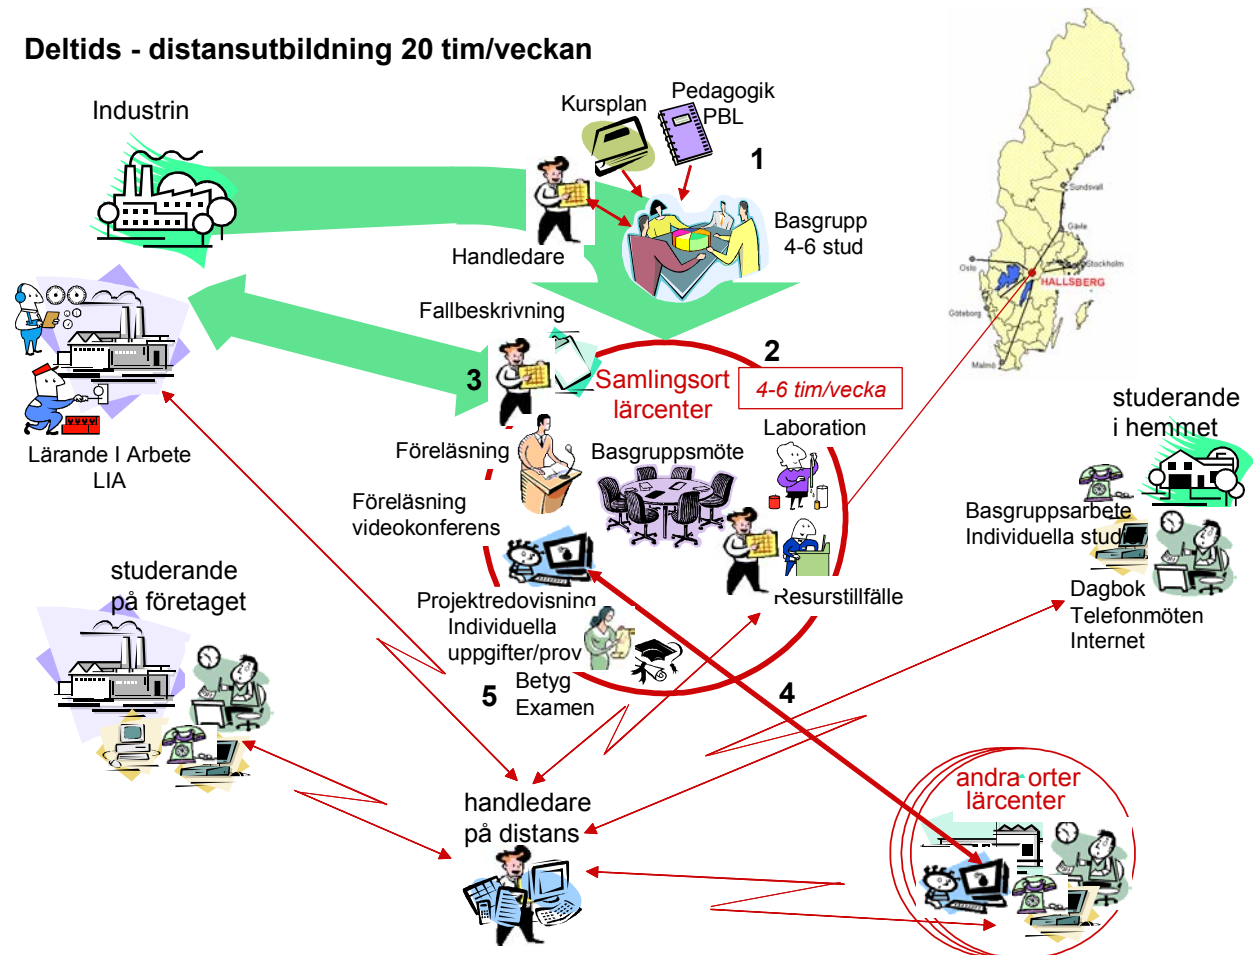 Deltids - distansutbildning 20 tim/veckan
Industrin
Kursplan
Pedagogik
PBL
1
Handledare
Basgrupp
4-6 stud
Sundsvall
Gävle
Oslo
Stockholm
HALLSBERG
Göteborg
Malmö
Fallbeskrivning
2
3
Samlingsort
lärcenter
4-6 tim/vecka
Lärande I Arbete
LIA
Föreläsning
Basgruppsmöte
Laboration
studerande
i hemmet
Föreläsning
videokonferens
Basgruppsarbete
Individuella stud
studerande
på företaget
Projektredovisning
Individuella
uppgifter/prov
Resurstillfälle
Dagbok
Telefonmöten
Internet
5
Betyg
Examen
4
handledare
på distans
andra orter
lärcenter